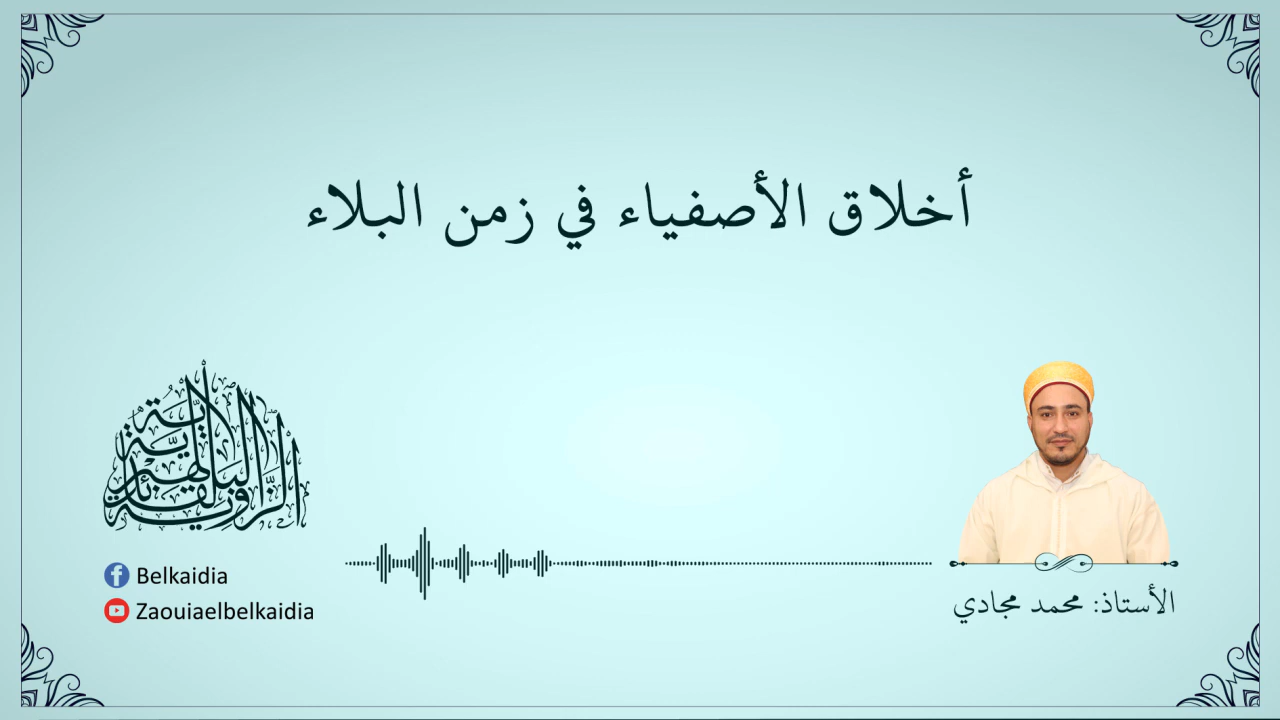 أخلاق الأصفياء في زمن البلاء
Belkaidia
Zaouiaelbelkaidia
الأستاذ: محمد مجادي